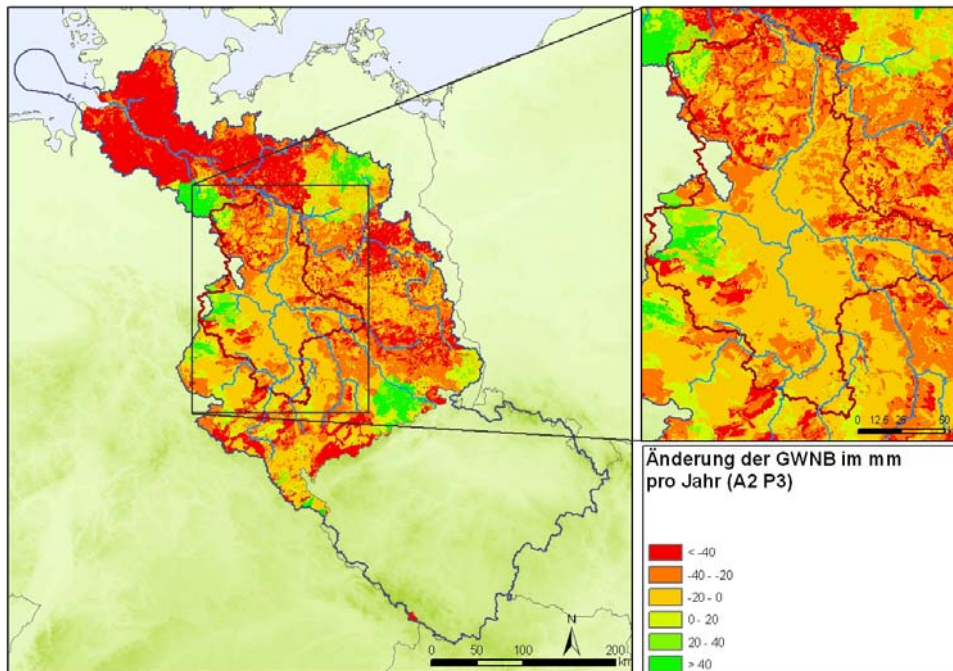 N
0 50 100 200
km
0 12,5 25 50
Änderung der GWNB im mm
pro Jahr (A2 P3)
< -40
-40 - -20
-20 - 0
0 - 20
20 - 40
> 40